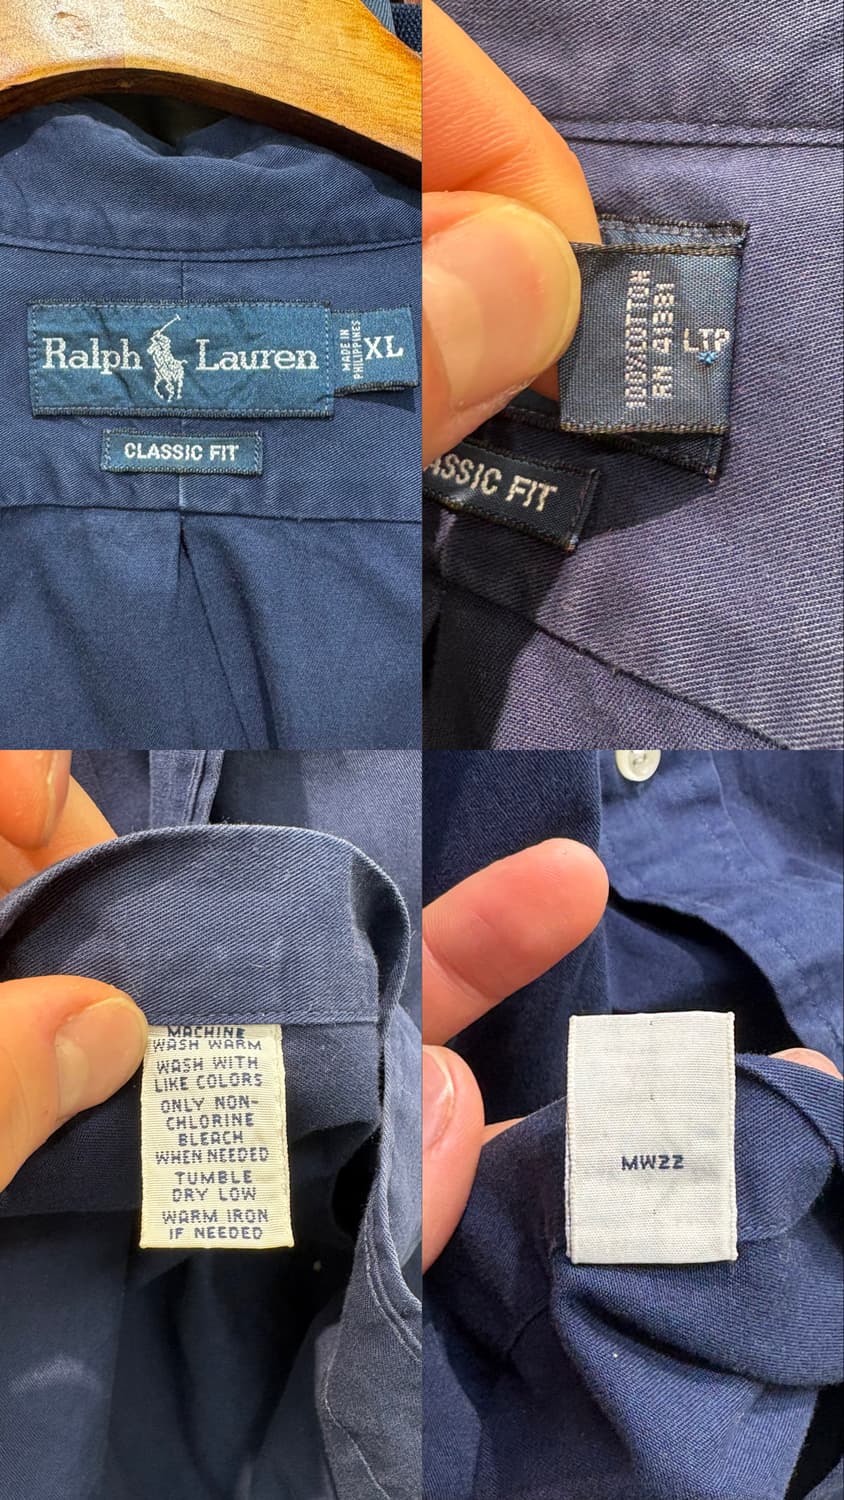 Ralph Lauren
MADE IN
PHILIPPINES
XL
CLASSIC FIT
100% COTTON
RN 41381
LTP
ASSIC FIT
MACHINE
WASH WARM
WASH WITH
LIKE COLORS
ONLY NON-
CHLORINE
BLEACH
WHEN NEEDED
TUMBLE
DRY LOW
WARM IRON
IF NEEDED
MW22